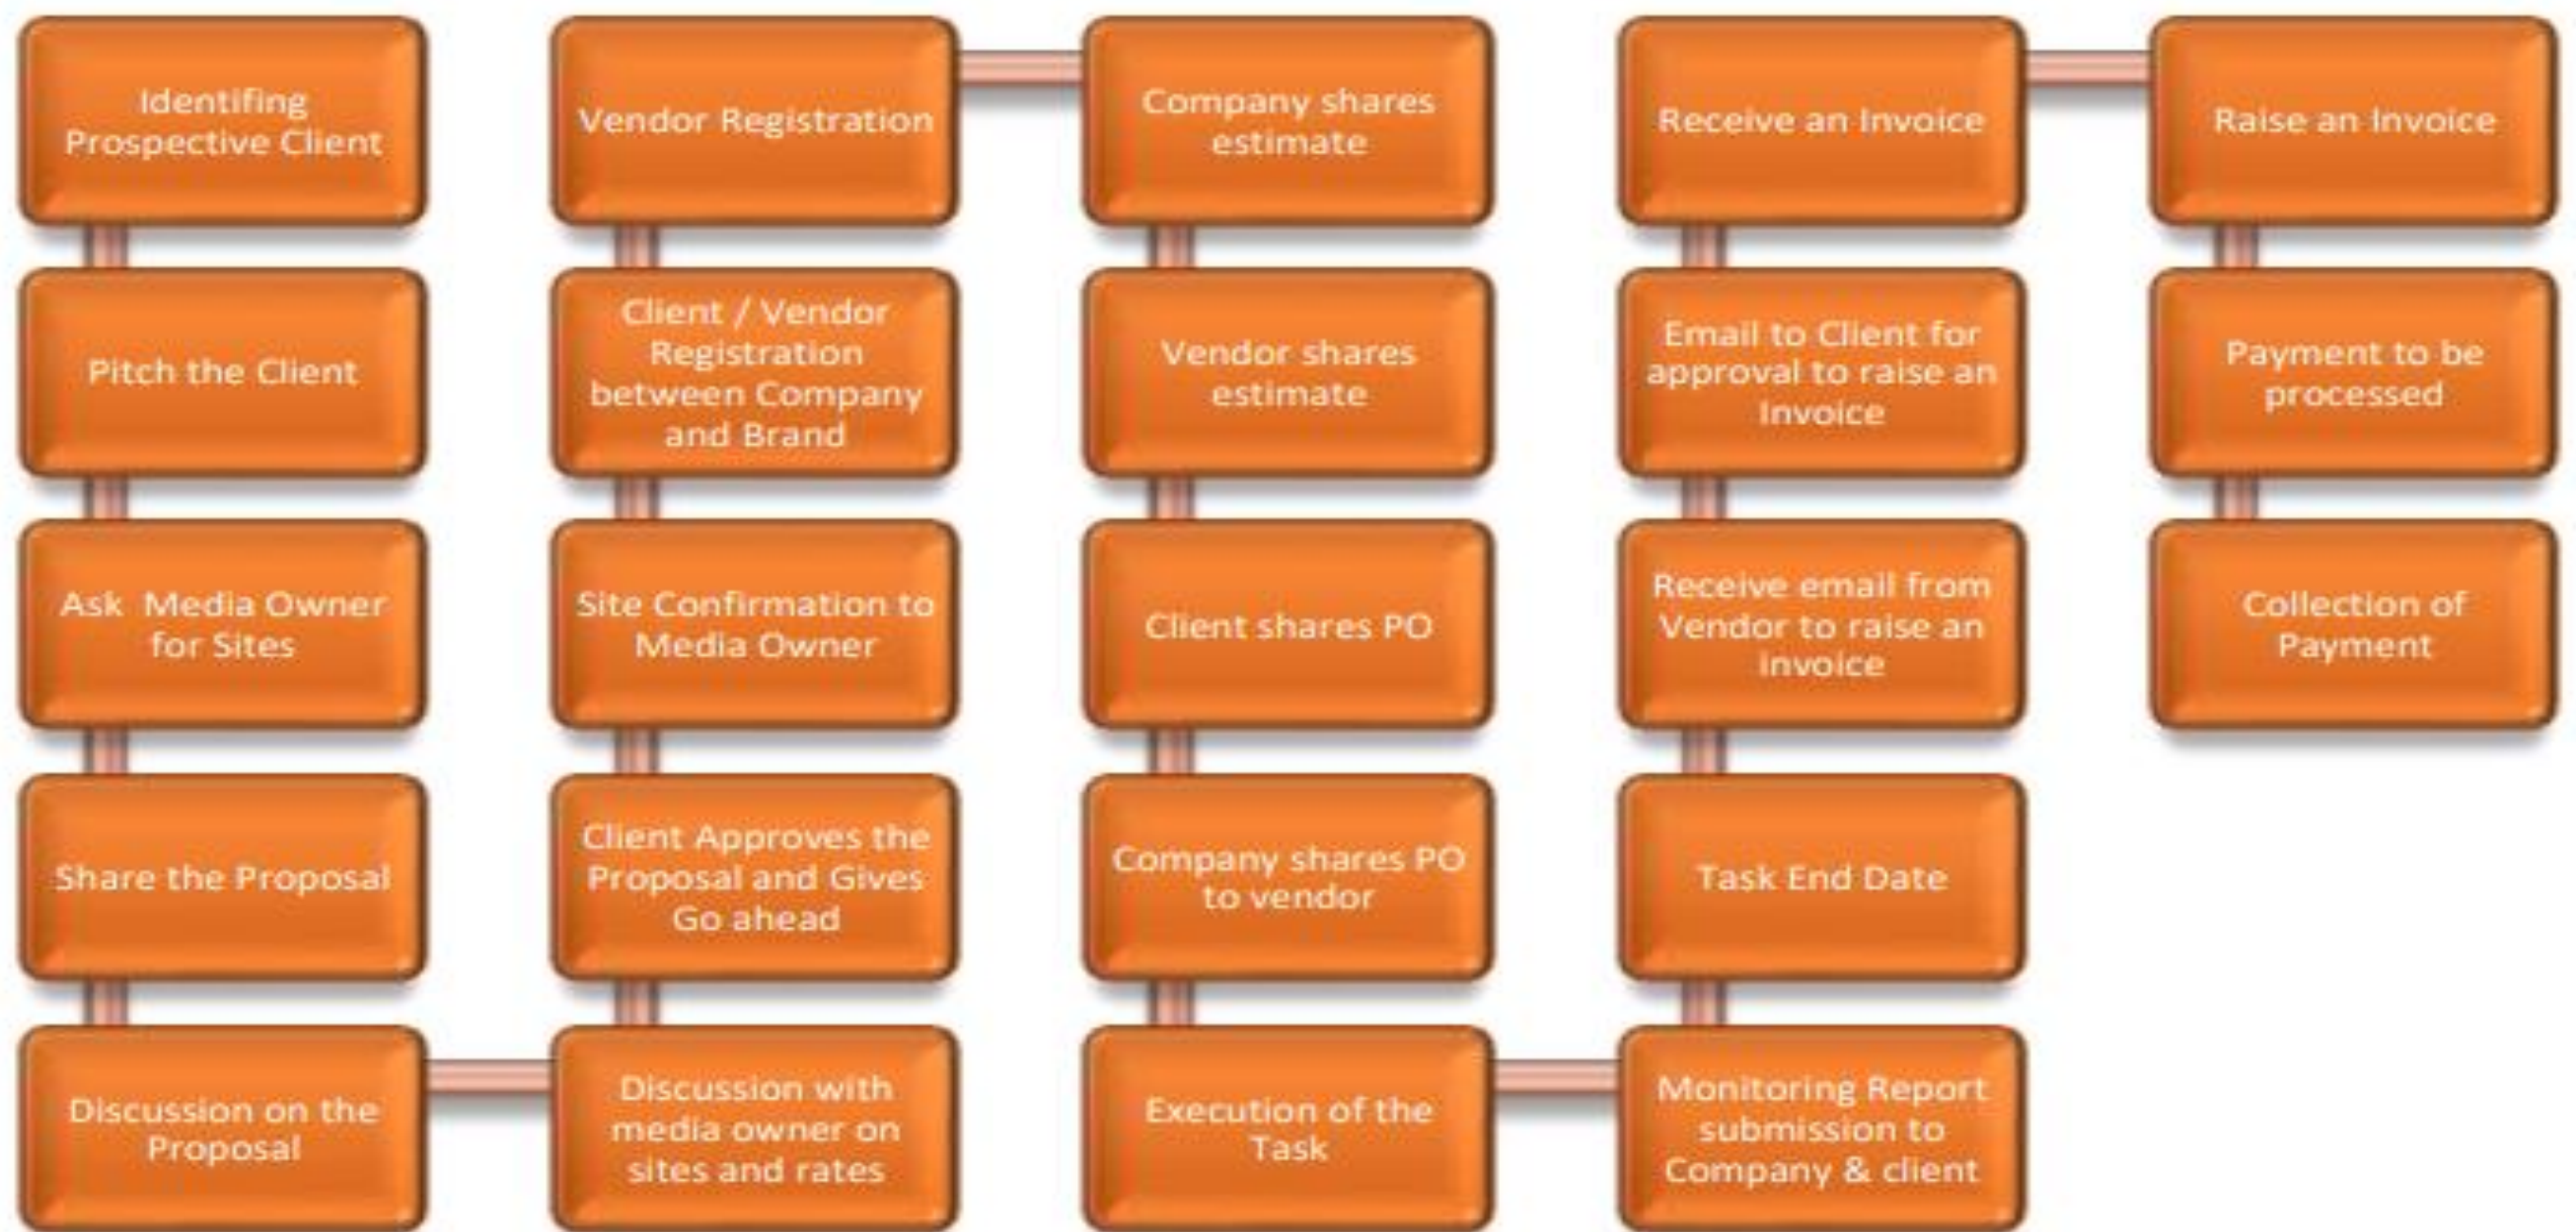 Identifing
Prospective Client
Pitch the Client
Ask  Media Owner
for Sites
Share the Proposal
Discussion on the
Proposal
Discussion with
media owner on
sites and rates
Client Approves the
Proposal and Gives
Go ahead
Site Confirmation to
Media Owner
Client / Vendor
Registration
between Company
and Brand
Vendor Registration
Company shares
estimate
Vendor shares
estimate
Client shares PO
Company shares PO
to vendor
Execution of the
Task
Monitoring Report
submission to
Company & client
Task End Date
Receive email from
Vendor to raise an
invoice
Email to Client for
approval to raise an
Invoice
Receive an Invoice
Raise an Invoice
Payment to be
processed
Collection of
Payment